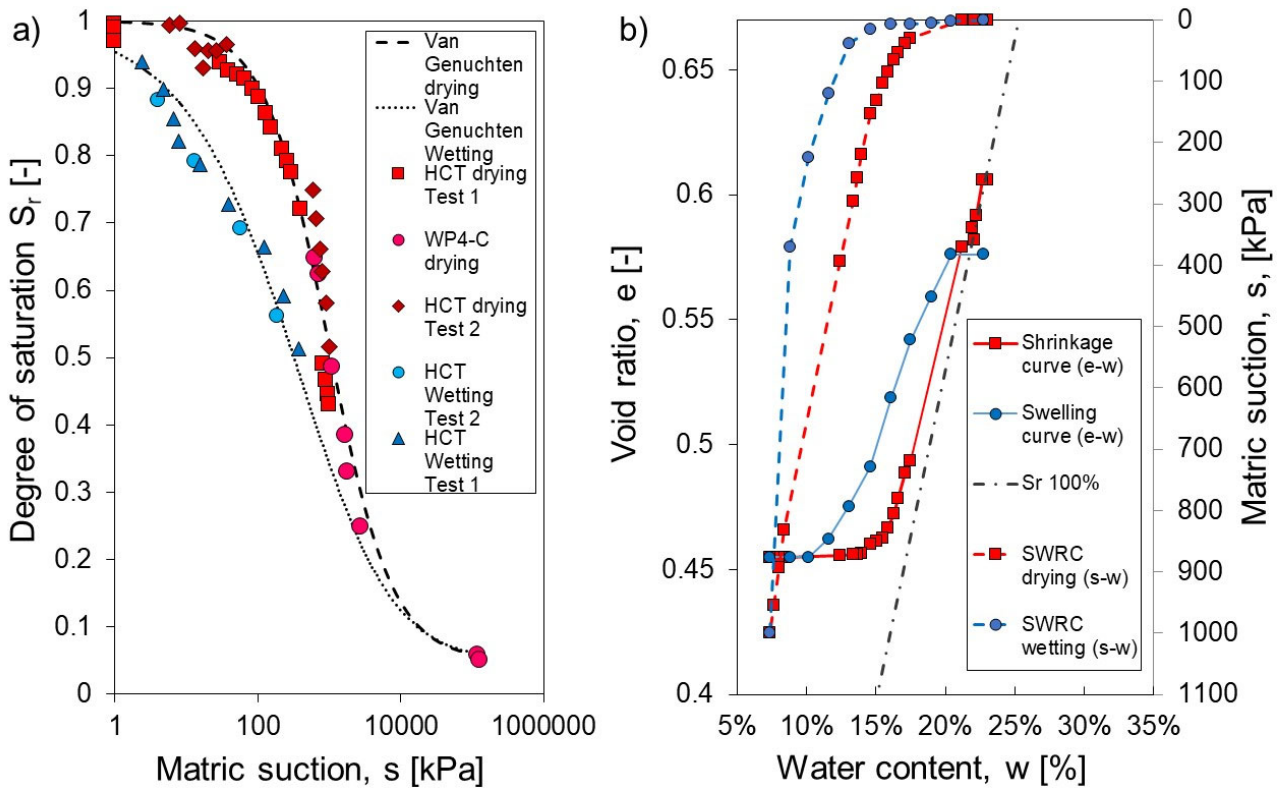 a)
Degree of saturation Sr [-]
1
0.9
0.8
0.7
0.6
0.5
0.4
0.3
0.2
0.1
0
1
100
10000
1000000
Matric suction, s [kPa]
Van
Genuchten
drying
Van
Genuchten
Wetting
HCT drying
Test 1
WP4-C
drying
HCT drying
Test 2
HCT
Wetting
Test 2
HCT
Wetting
Test 1
b)
Void ratio, e [-]
0.65
0.6
0.55
0.5
0.45
0.4
5%
10%
15%
20%
25%
30%
35%
Water content, w [%]
0
100
200
300
400
500
600
700
800
900
1000
1100
Matric suction, s, [kPa]
Shrinkage
curve (e-w)
Swelling
curve (e-w)
Sr 100%
SWRC
drying (s-w)
SWRC
wetting (s-w)